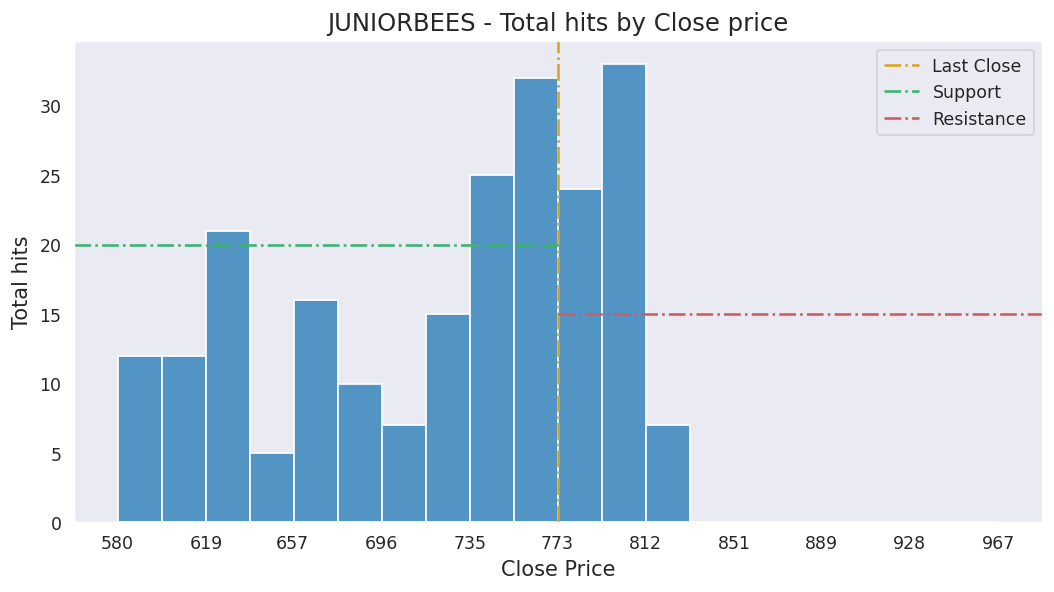 JUNIORBEES - Total hits by Close price
Last Close
Support
Resistance
Total hits
30
25
20
15
10
5
0
580 619 657 696 735 773 812 851 889 928 967
Close Price